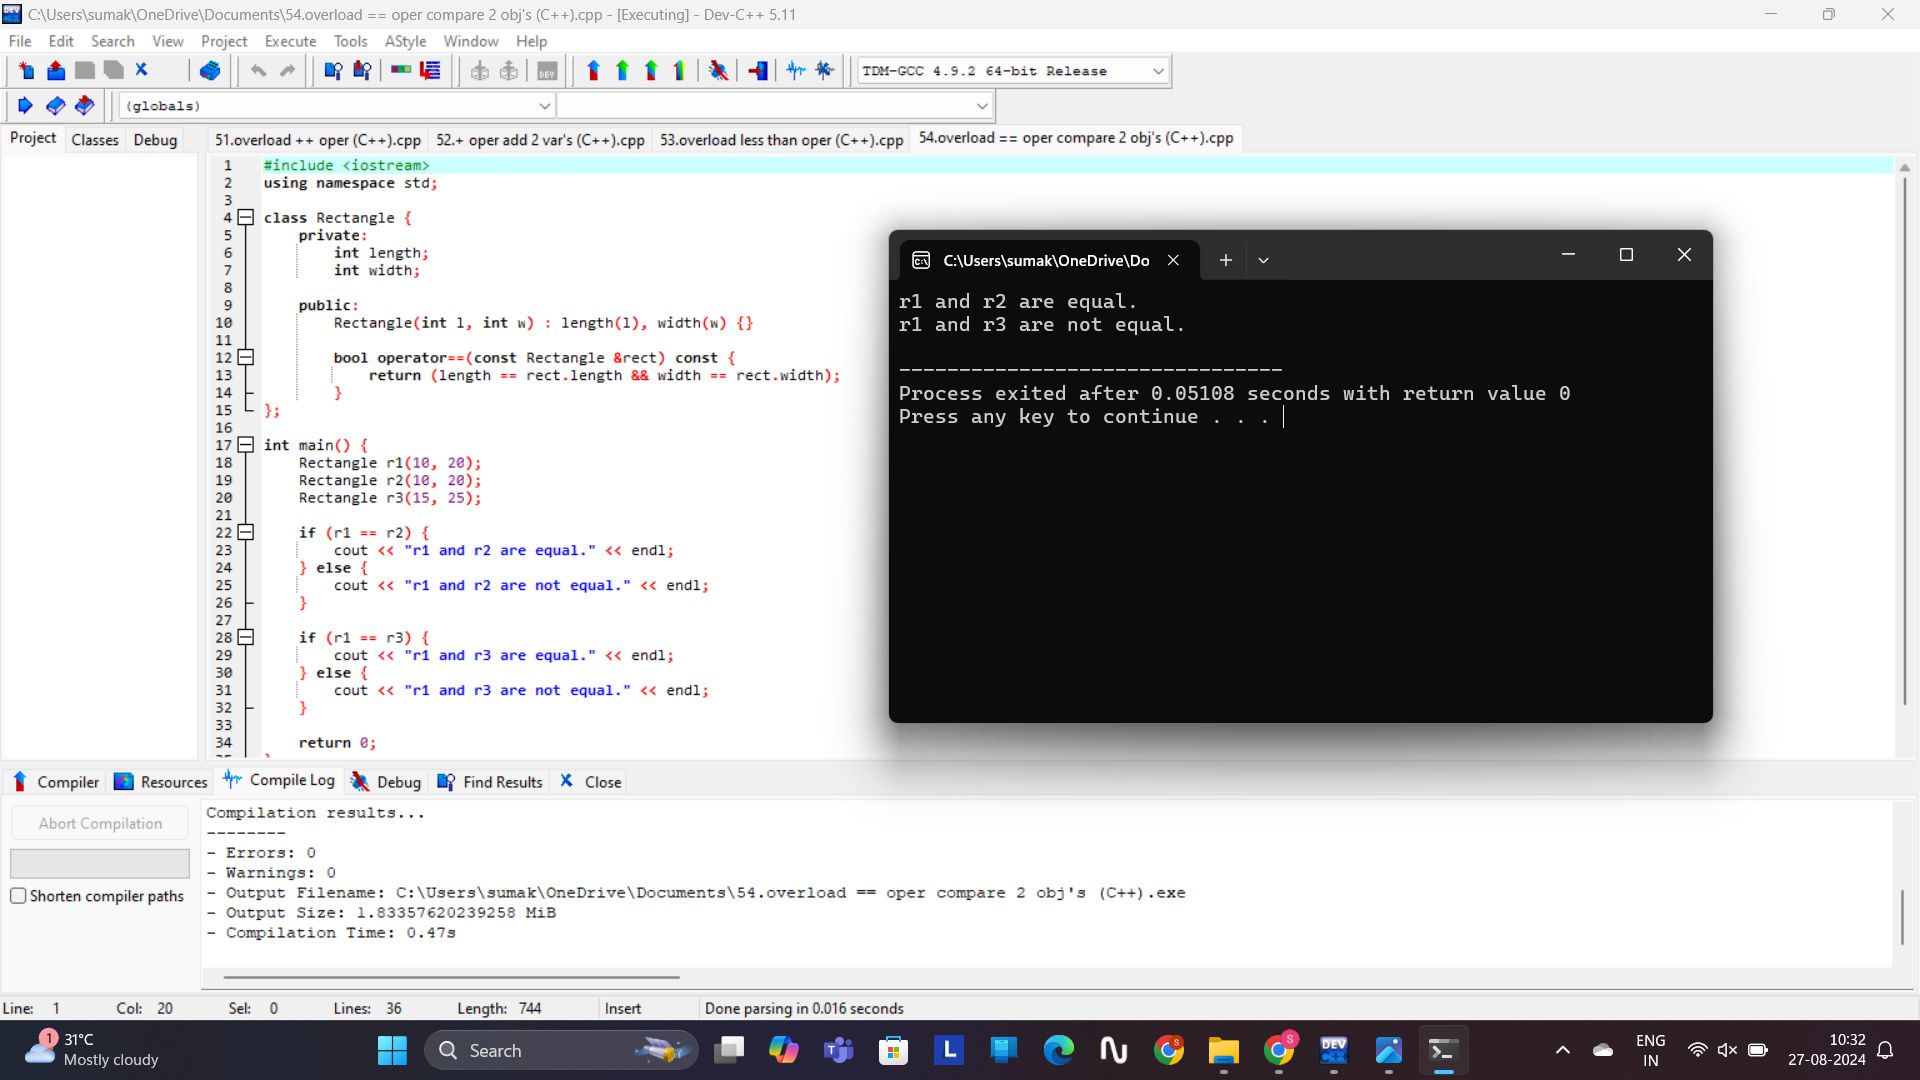 C:\Users\sumak\OneDrive\Documents\54.overload == oper compare 2 obj's (C++).cpp - [Executing] - Dev-C++ 5.11
File Edit Search View Project Execute Tools AStyle Window Help
TDM-GCC 4.9.2 64-bit Release
(globals)
Project Classes Debug
51.overload ++ oper (C++).cpp 52.+ oper add 2 var's (C++).cpp 53.overload less than oper (C++).cpp 54.overload == oper compare 2 obj's (C++).cpp
1 #include <iostream>
2 using namespace std;
3
4 class Rectangle {
5 private:
6 int length;
7 int width;
8
9 public:
10 Rectangle(int l, int w) : length(l), width(w) {}
11
12 bool operator==(const Rectangle &rect) const {
13 return (length == rect.length && width == rect.width);
14 }
15 };
16
17 int main() {
18 Rectangle r1(10, 20);
19 Rectangle r2(10, 20);
20 Rectangle r3(15, 25);
21
22 if (r1 == r2) {
23 cout << "r1 and r2 are equal." << endl;
24 } else {
25 cout << "r1 and r2 are not equal." << endl;
26 }
27
28 if (r1 == r3) {
29 cout << "r1 and r3 are equal." << endl;
30 } else {
31 cout << "r1 and r3 are not equal." << endl;
32 }
33
34 return 0;
C:\Users\sumak\OneDrive\Do
r1 and r2 are equal.
r1 and r3 are not equal.
--------------------------------
Process exited after 0.05108 seconds with return value 0
Press any key to continue . . .
Compiler Resources Compile Log Debug Find Results Close
Abort Compilation
Shorten compiler paths
Compilation results...
--------
- Errors: 0
- Warnings: 0
- Output Filename: C:\Users\sumak\OneDrive\Documents\54.overload == oper compare 2 obj's (C++).exe
- Output Size: 1.83357620239258 MiB
- Compilation Time: 0.47s
Line: 1 Col: 20 Sel: 0 Lines: 36 Length: 744 Insert Done parsing in 0.016 seconds
1
31°C
Mostly cloudy
Search
L
DEV
C++
S
S
ENG
IN
10:32
27-08-2024